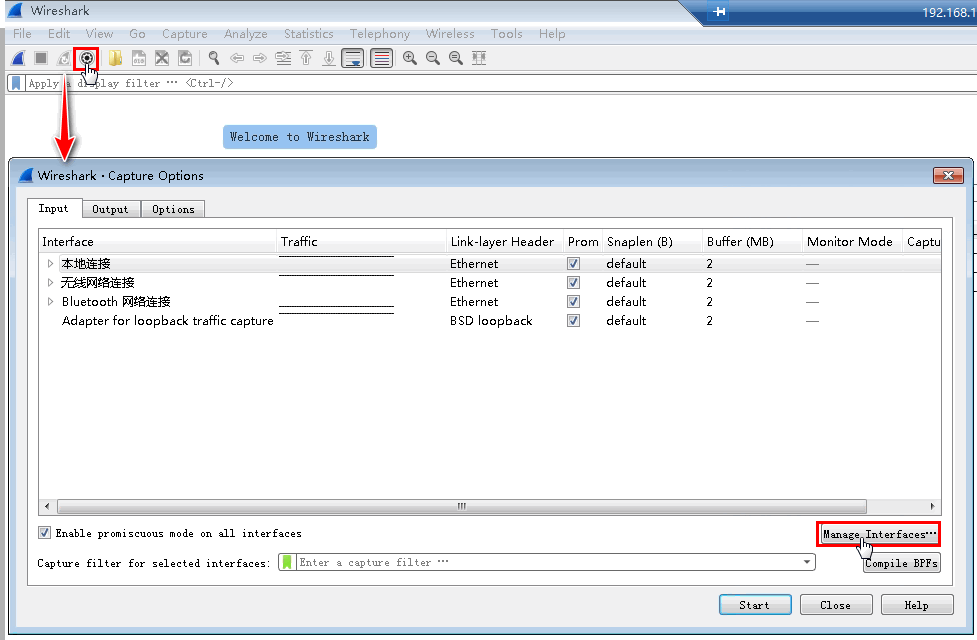 Wireshark
192.168.1
File Edit View Go Capture Analyze Statistics Telephony Wireless Tools Help
Apply a display filter ··· <Ctrl-/>
Welcome to Wireshark
Wireshark · Capture Options
Input Output Options
Interface Traffic Link-layer Header Prom Snaplen (B) Buffer (MB) Monitor Mode Captu
本地连接 Ethernet default 2 —
无线网络连接 Ethernet default 2 —
Bluetooth 网络连接 Ethernet default 2 —
Adapter for loopback traffic capture BSD loopback default 2 —
Enable promiscuous mode on all interfaces
Manage Interfaces···
Capture filter for selected interfaces: Enter a capture filter ···
Compile BPFs
Start Close Help